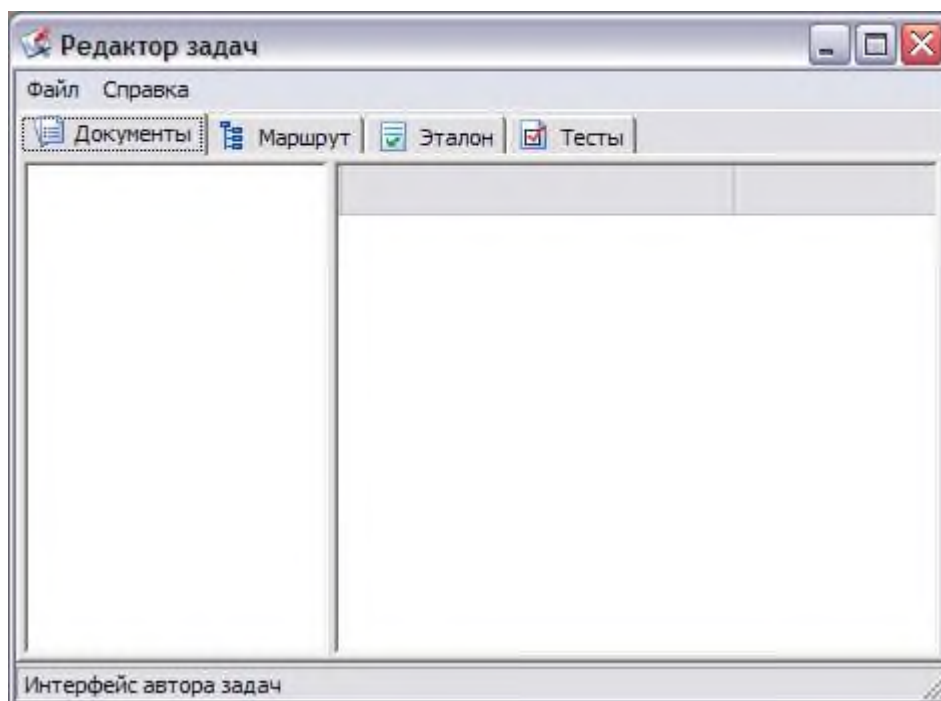 Редактор задач
Файл Справка
Документы Маршрут Эталон Тесты
Интерфейс автора задач